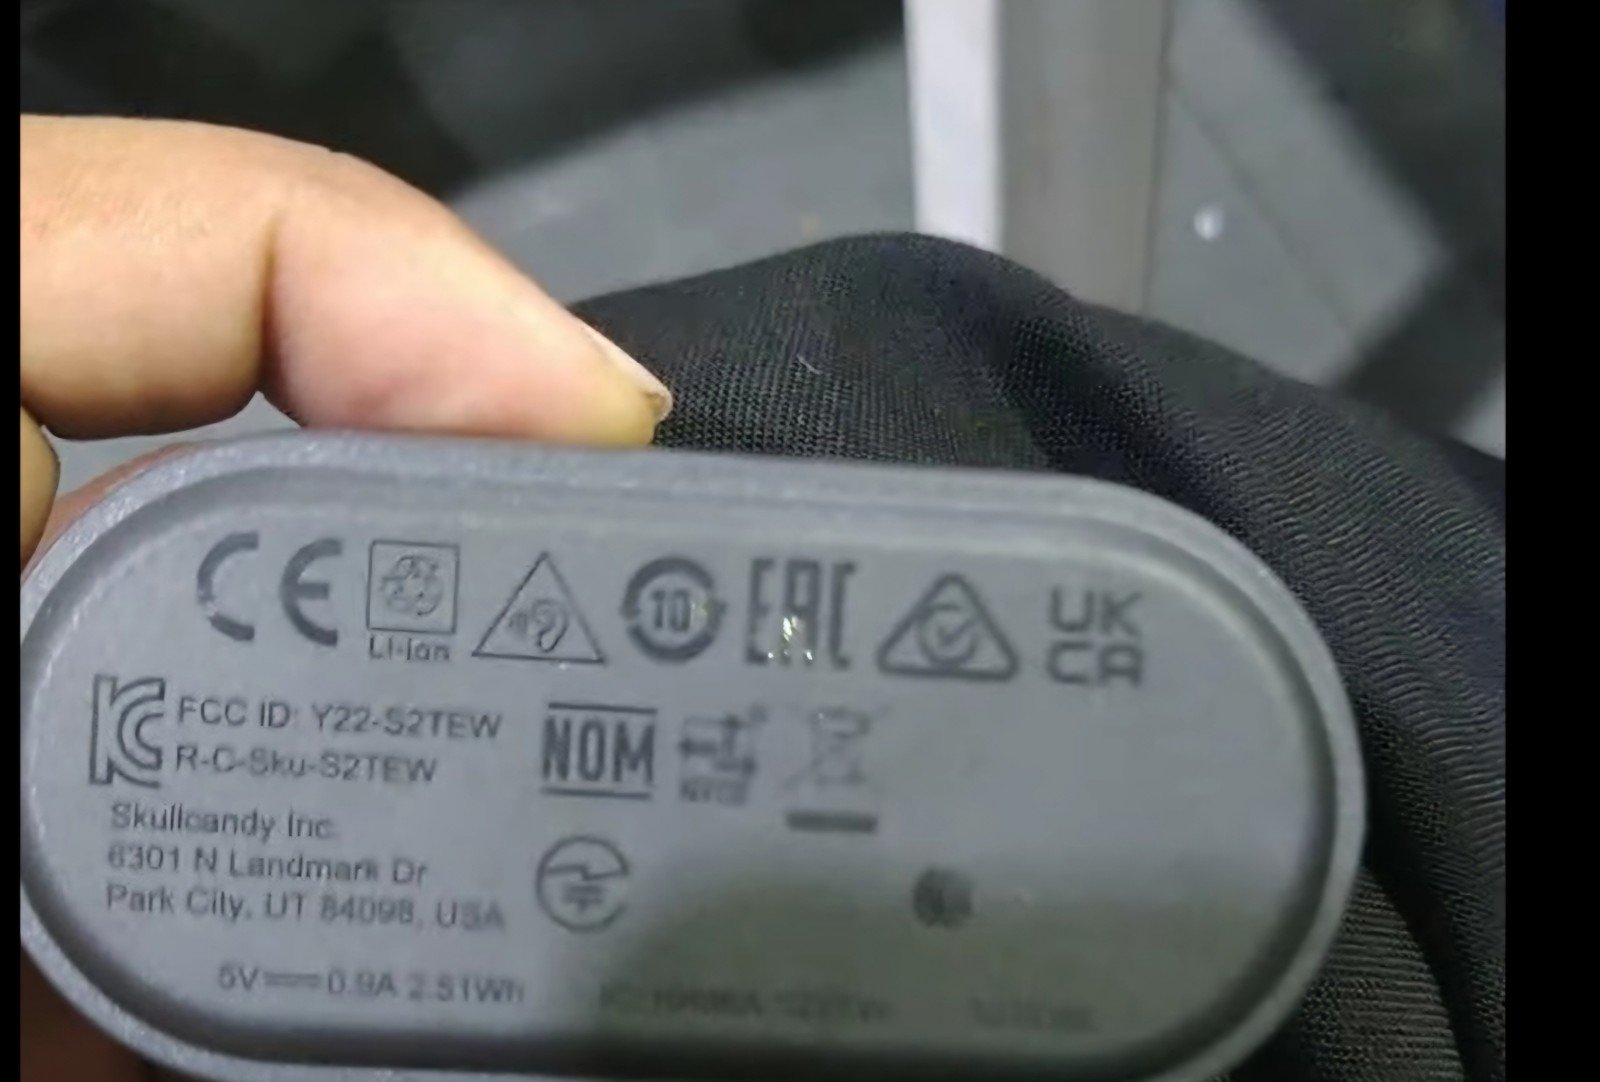 CE
Li-ion
10
EAC
UK
CA
FCC ID: Y22-S2TEW
R-C-Sku-S2TEW
NOM
Skullcandy Inc.
6301 N Landmark Dr
Park City, UT 84098, USA
5V⎓0.9A 2.51Wh